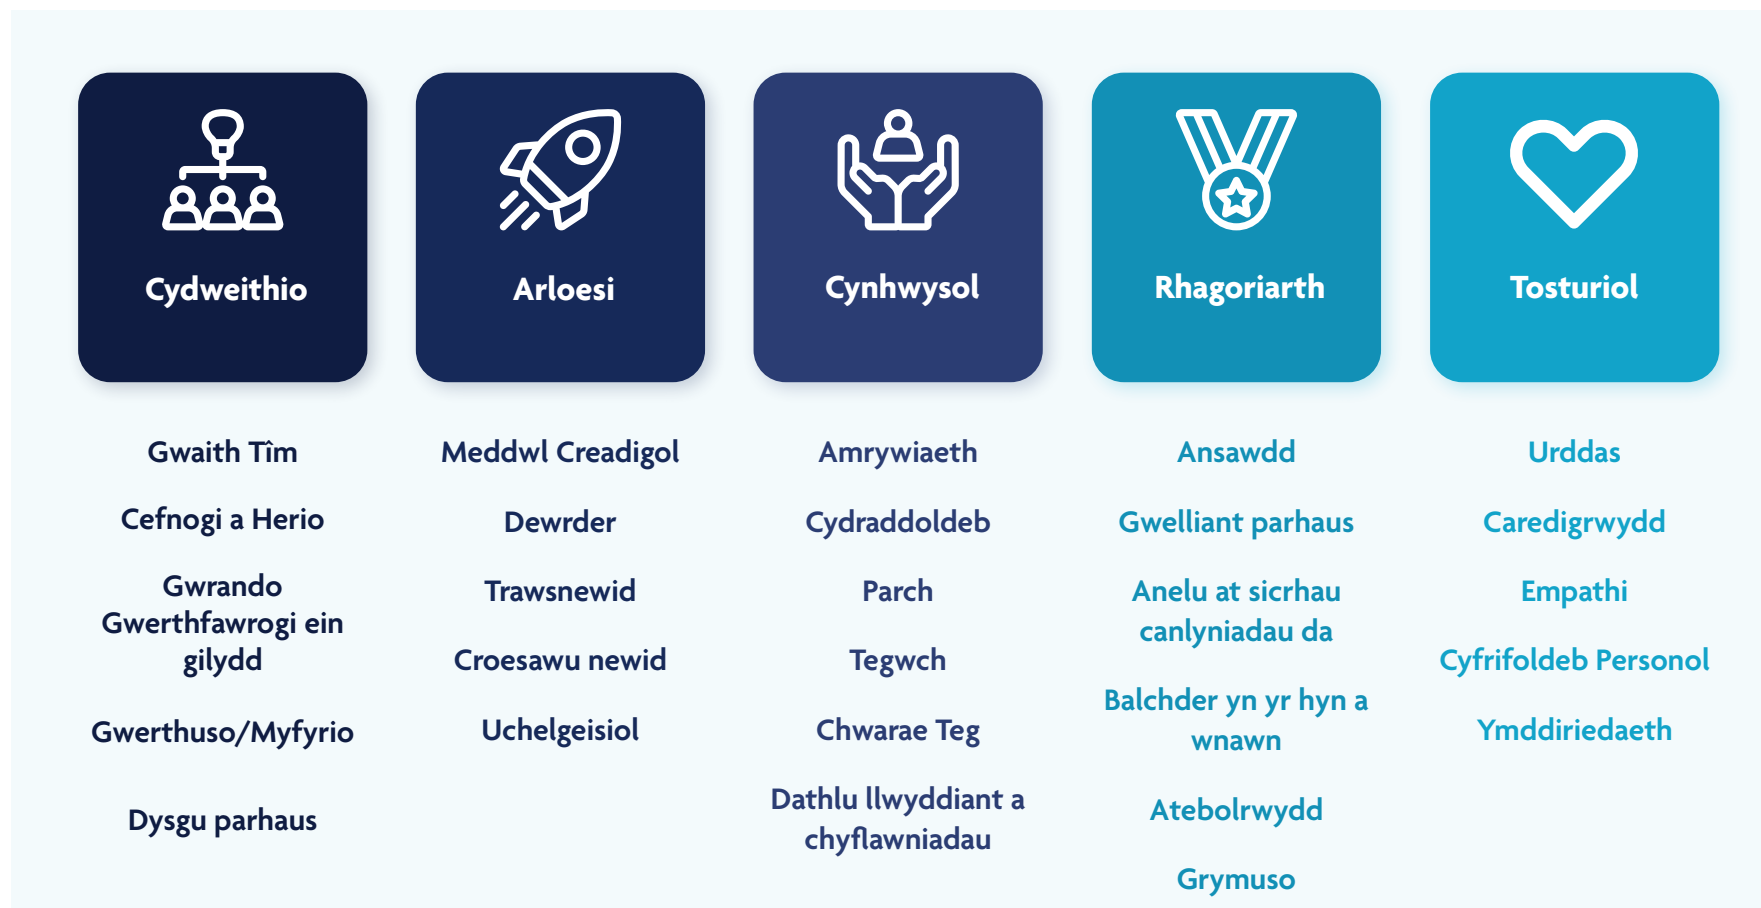 Cydweithio
Gwaith Tîm
Cefnogi a Herio
Gwrando
Gwerthfawrogi ein
gilydd
Gwerthuso/Myfyrio
Dysgu parhaus
Arloesi
Meddwl Creadigol
Dewrder
Trawsnewid
Croesawu newid
Uchelgeisiol
Cynhwysol
Amrywiaeth
Cydraddoldeb
Parch
Tegwch
Chwarae Teg
Dathlu llwyddiant a
chyflawniadau
Rhagoriarth
Ansawdd
Gwelliant parhaus
Anelu at sicrhau
canlyniadau da
Balchder yn yr hyn a
wnawn
Atebolrwydd
Grymuso
Tosturiol
Urddas
Caredigrwydd
Empathi
Cyfrifoldeb Personol
Ymddiriedaeth